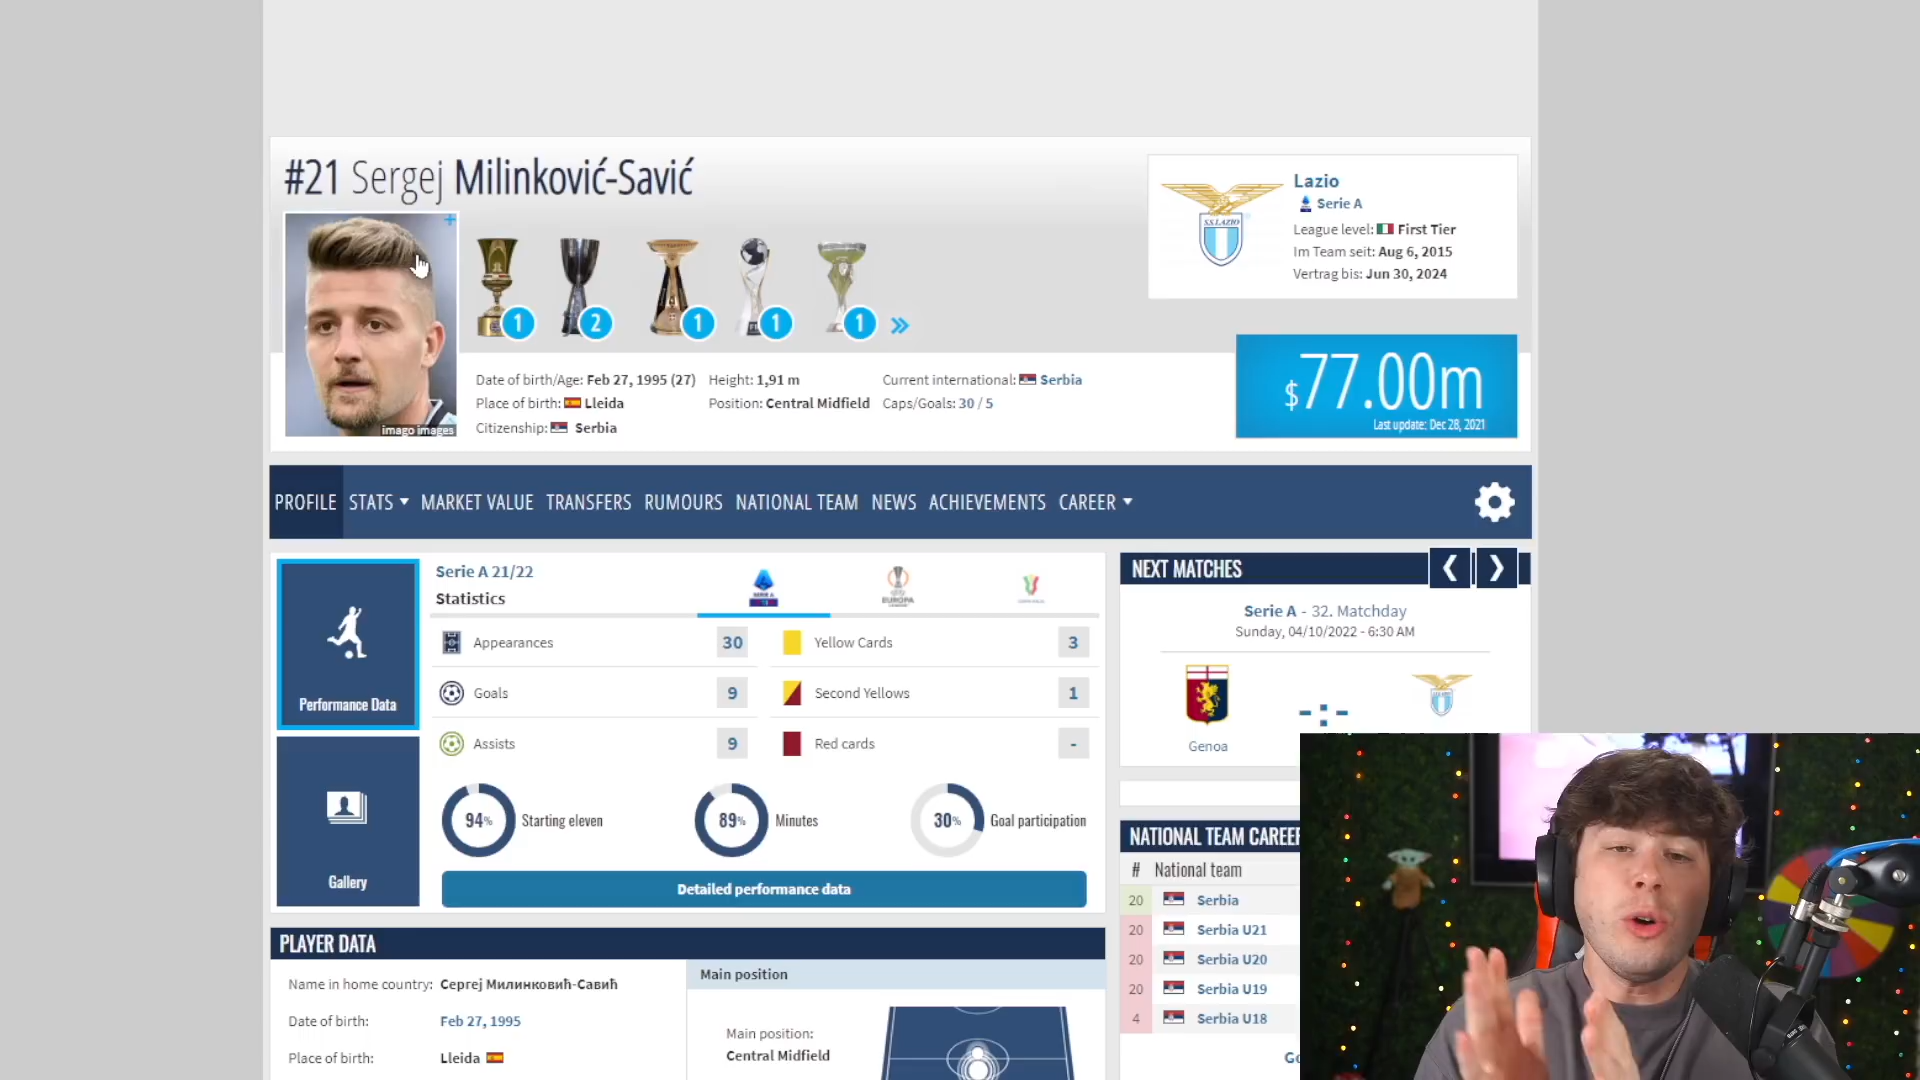 #21 Sergej Milinković-Savić
Lazio
Serie A
League level: First Tier
Im Team seit: Aug 6, 2015
Vertrag bis: Jun 30, 2024
S.S.LAZIO
1
2
1
1
1
imago images
Date of birth/Age: Feb 27, 1995 (27)
Place of birth: Lleida
Citizenship: Serbia
Height: 1,91 m
Position: Central Midfield
Current international: Serbia
Caps/Goals: 30 / 5
$77.00m
Last update: Dec 28, 2021
PROFILE STATS MARKET VALUE TRANSFERS RUMOURS NATIONAL TEAM NEWS ACHIEVEMENTS CAREER
Performance Data
Gallery
Serie A 21/22
Statistics
EUROPA
Appearances 30 Yellow Cards 3
Goals 9 Second Yellows 1
Assists 9 Red cards -
94% Starting eleven 89% Minutes 30% Goal participation
Detailed performance data
NEXT MATCHES
Serie A - 32. Matchday
Sunday, 04/10/2022 - 6:30 AM
-:-
Genoa
NATIONAL TEAM CAREER
# National team
20 Serbia
20 Serbia U21
20 Serbia U20
20 Serbia U19
4 Serbia U18
PLAYER DATA
Name in home country: Сергеј Милинковић-Савић
Date of birth: Feb 27, 1995
Place of birth: Lleida
Main position
Main position:
Central Midfield